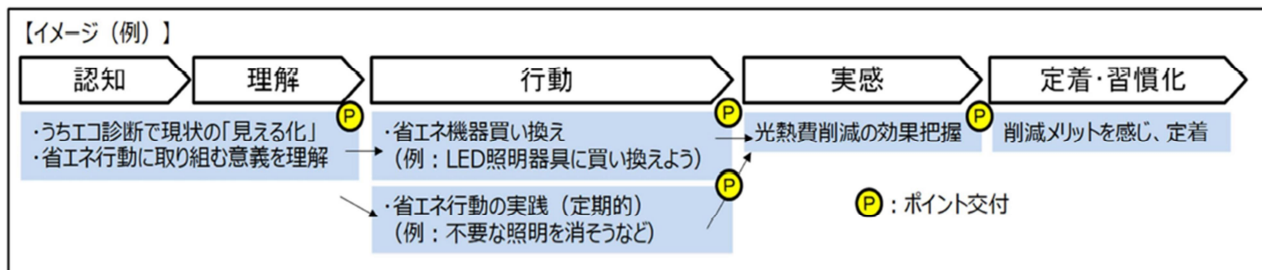 【イメージ（例）】
認知
理解
行動
実感
定着・習慣化
・うちエコ診断で現状の「見える化」
・省エネ行動に取り組む意義を理解
P
・省エネ機器買い換え
（例：LED照明器具に買い換えよう）
P
・省エネ行動の実践（定期的）
（例：不要な照明を消そうなど）
P
光熱費削減の効果把握
P
削減メリットを感じ、定着
P：ポイント交付